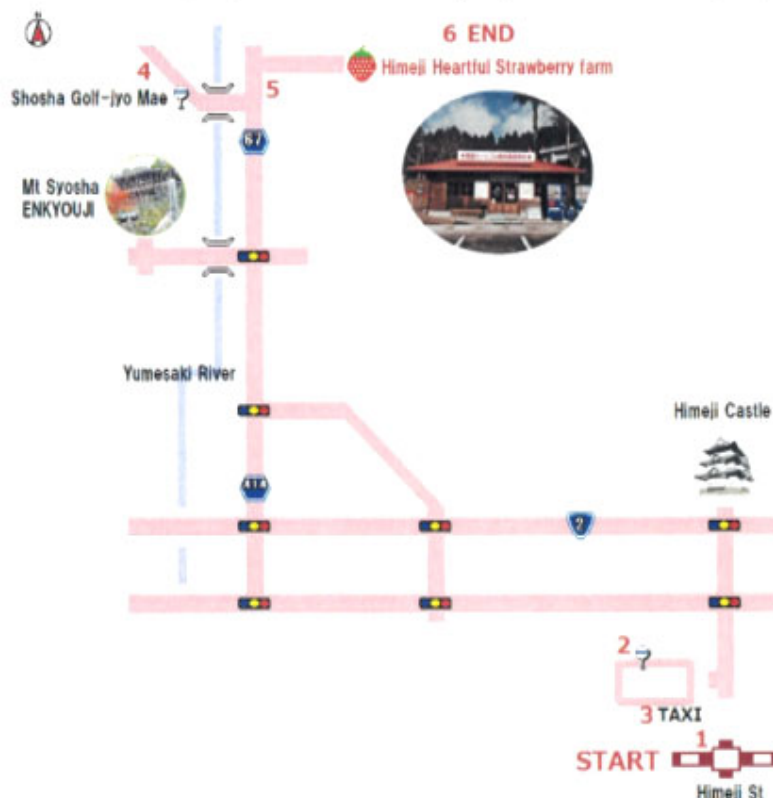 6 END
4
Himeji Heartful Strawberry farm
Shosha Golf-jyo Mae
5
67
Mt Syosha
ENKYOUJI
Yumesaki River
Himeji Castle
414
2
2
3 TAXI
1
START
Himeji St